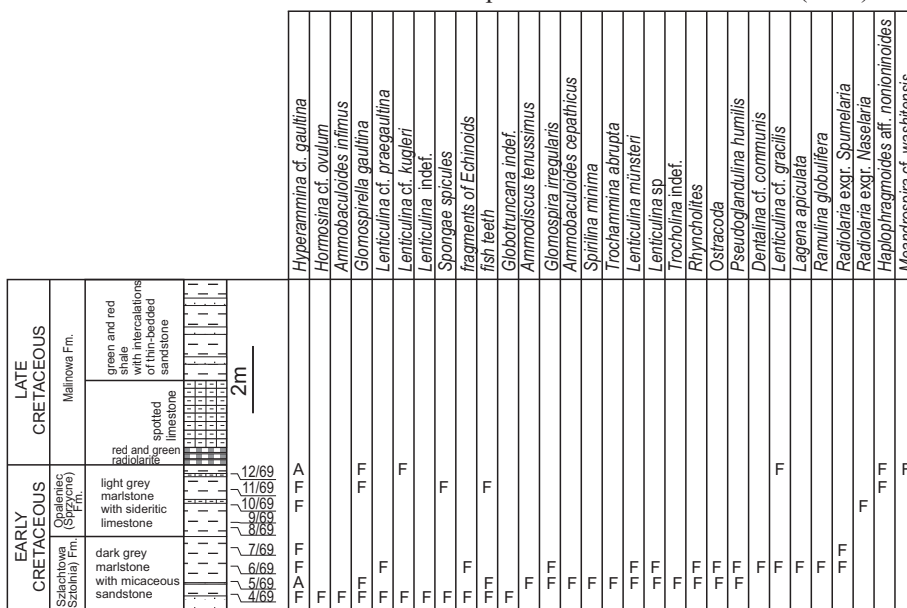 Hyperammina cf. gaultina
Hormosina cf. ovulum
Ammobaculoides infimus
Glomospirella gaultina
Lenticulina cf. praegaultina
Lenticulina cf. kugleri
Lenticulina indef.
Spongae spicules
fragments of Echinoids
fish teeth
Globotruncana indef.
Ammodiscus tenussimus
Glomospira irregularis
Ammobaculoides cepathicus
Spirilina minima
Trochammina abrupta
Lenticulina münsteri
Lenticulina sp
Trocholina indef.
Rhyncholites
Ostracoda
Pseudoglandulina humilis
Dentalina cf. communis
Lenticulina cf. gracilis
Lagena apiculata
Ramulina globulifera
Radiolaria exgr. Spumelaria
Radiolaria exgr. Naselaria
Haplophragmoides aff. nonioninoides
Meandrospira cf. washitensis
LATE
CRETACEOUS
Malinowa Fm.
green and red
shale
with intercalations
of thin-bedded
sandstone
2m
spotted
limestone
red and green
radiolarite
EARLY
CRETACEOUS
Opaleniec
(Sprzycne)
Fm.
light grey
marlstone
with sideritic
limestone
12/69 A F F F F F
11/69 F F F F F
10/69 F F
9/69
8/69
Szlachtowa
Sztolnia) Fm.
dark grey
marlstone
with micaceous
sandstone
7/69 F F
6/69 F F F F F F F F F F F F F F
5/69 A F F F F F F F F F F F F F
4/69 F F F F F F F F F F F